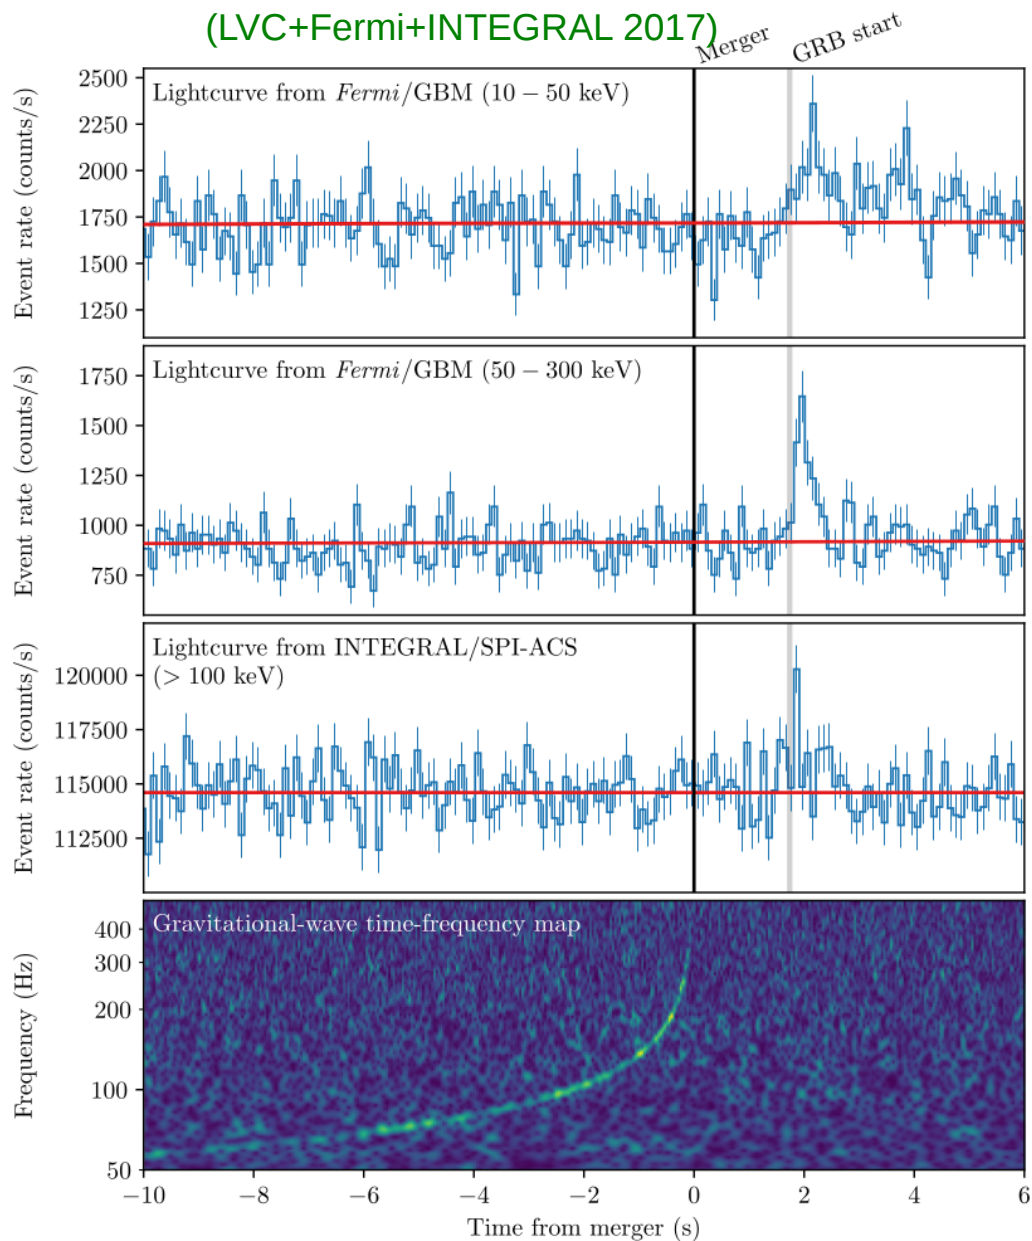 (LVC+Fermi+INTEGRAL 2017)
Merger
GRB start
Lightcurve from Fermi/GBM (10 − 50 keV)
Event rate (counts/s)
2500
2250
2000
1750
1500
1250
Lightcurve from Fermi/GBM (50 − 300 keV)
Event rate (counts/s)
1750
1500
1250
1000
750
Lightcurve from INTEGRAL/SPI-ACS
(> 100 keV)
Event rate (counts/s)
120000
117500
115000
112500
Gravitational-wave time-frequency map
Frequency (Hz)
400
300
200
100
50
−10 −8 −6 −4 −2 0 2 4 6
Time from merger (s)